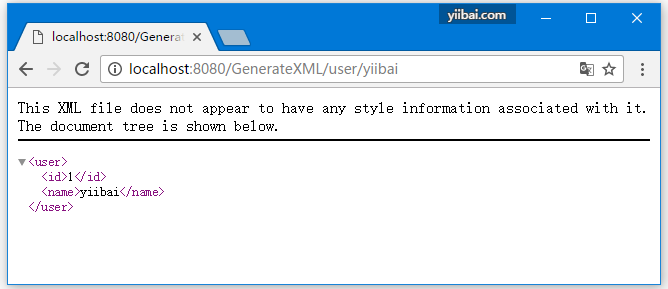 yiibai.com
localhost:8080/Genera
localhost:8080/GenerateXML/user/yiibai
This XML file does not appear to have any style information associated with it.
The document tree is shown below.
▼<user>
<id>1</id>
<name>yiibai</name>
</user>